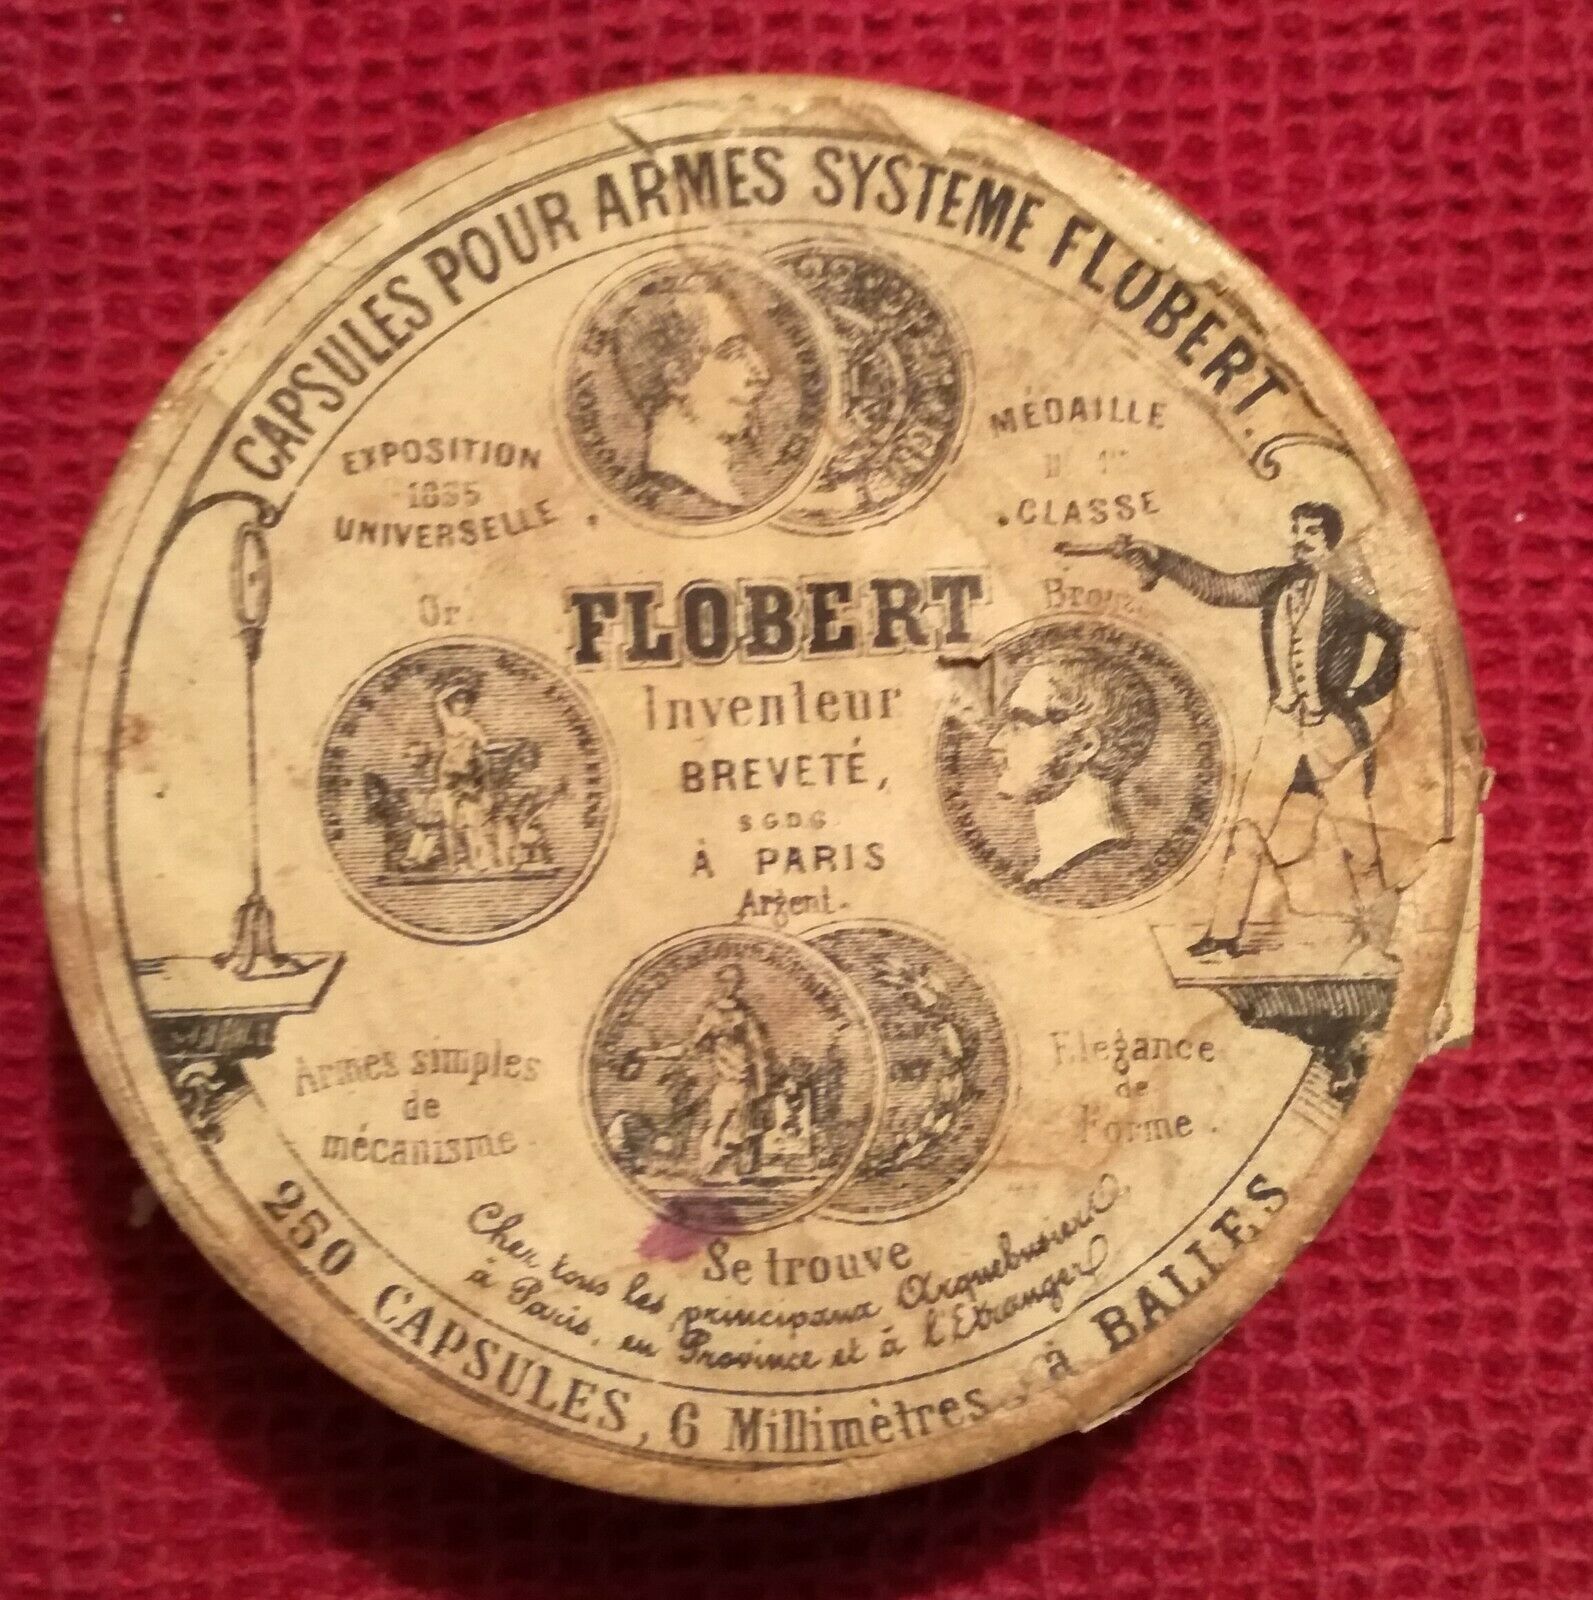 CAPSULES POUR ARMES SYSTEME FLOBERT.
EXPOSITION
UNIVERSELLE.
MÉDAILLE
CLASSE
Or
FLOBERT
Inventeur
BREVETÉ,
S.G.D.G.
À PARIS
Argent.
Armes simples
de
mécanisme.
Elegance
de
Forme.
Se trouve
Chez tous les principaux Arquebusiers
à Paris, en Province et à l'Etranger
250 CAPSULES, 6 Millimètres à BALLES